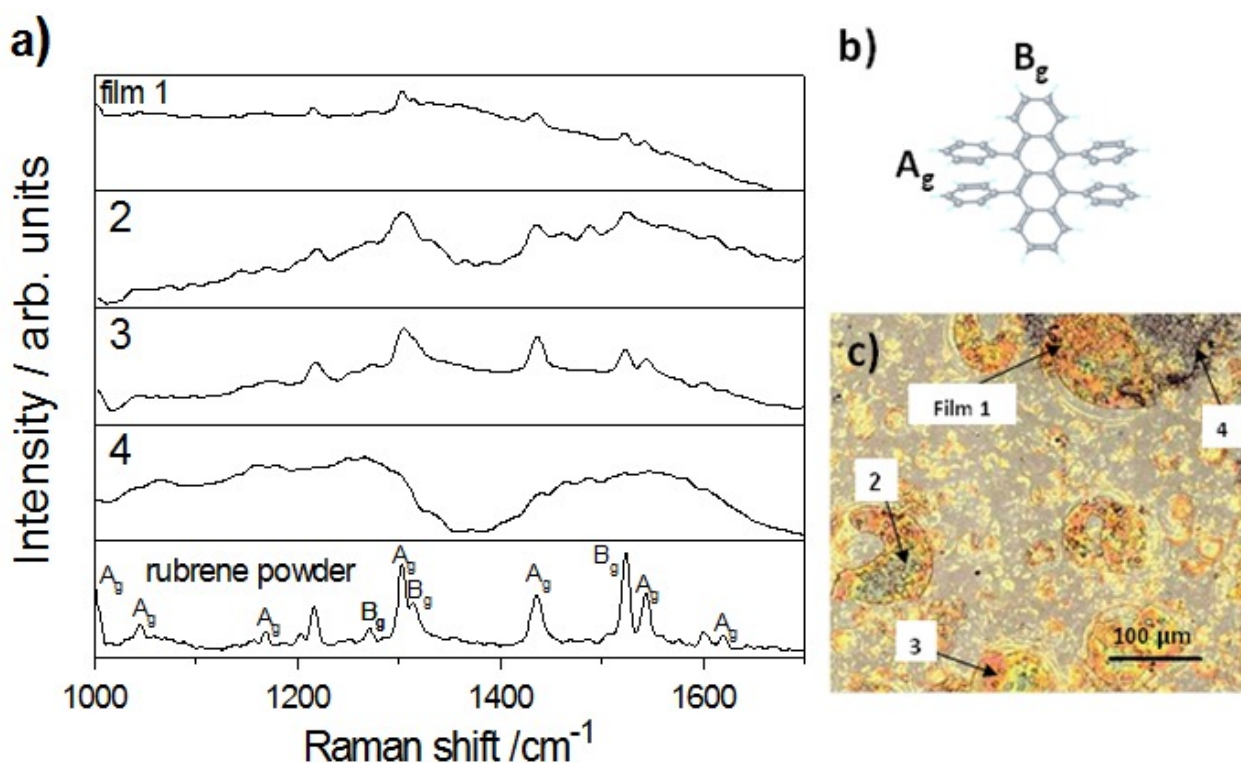 a)
film 1
2
3
4
rubrene powder
Ag
Ag
Ag
Bg
Ag
Bg
Ag
Bg
Ag
Ag
1000
1200
1400
1600
Raman shift /cm-1
Intensity / arb. units
b)
Bg
Ag
c)
Film 1
4
2
3
100 µm